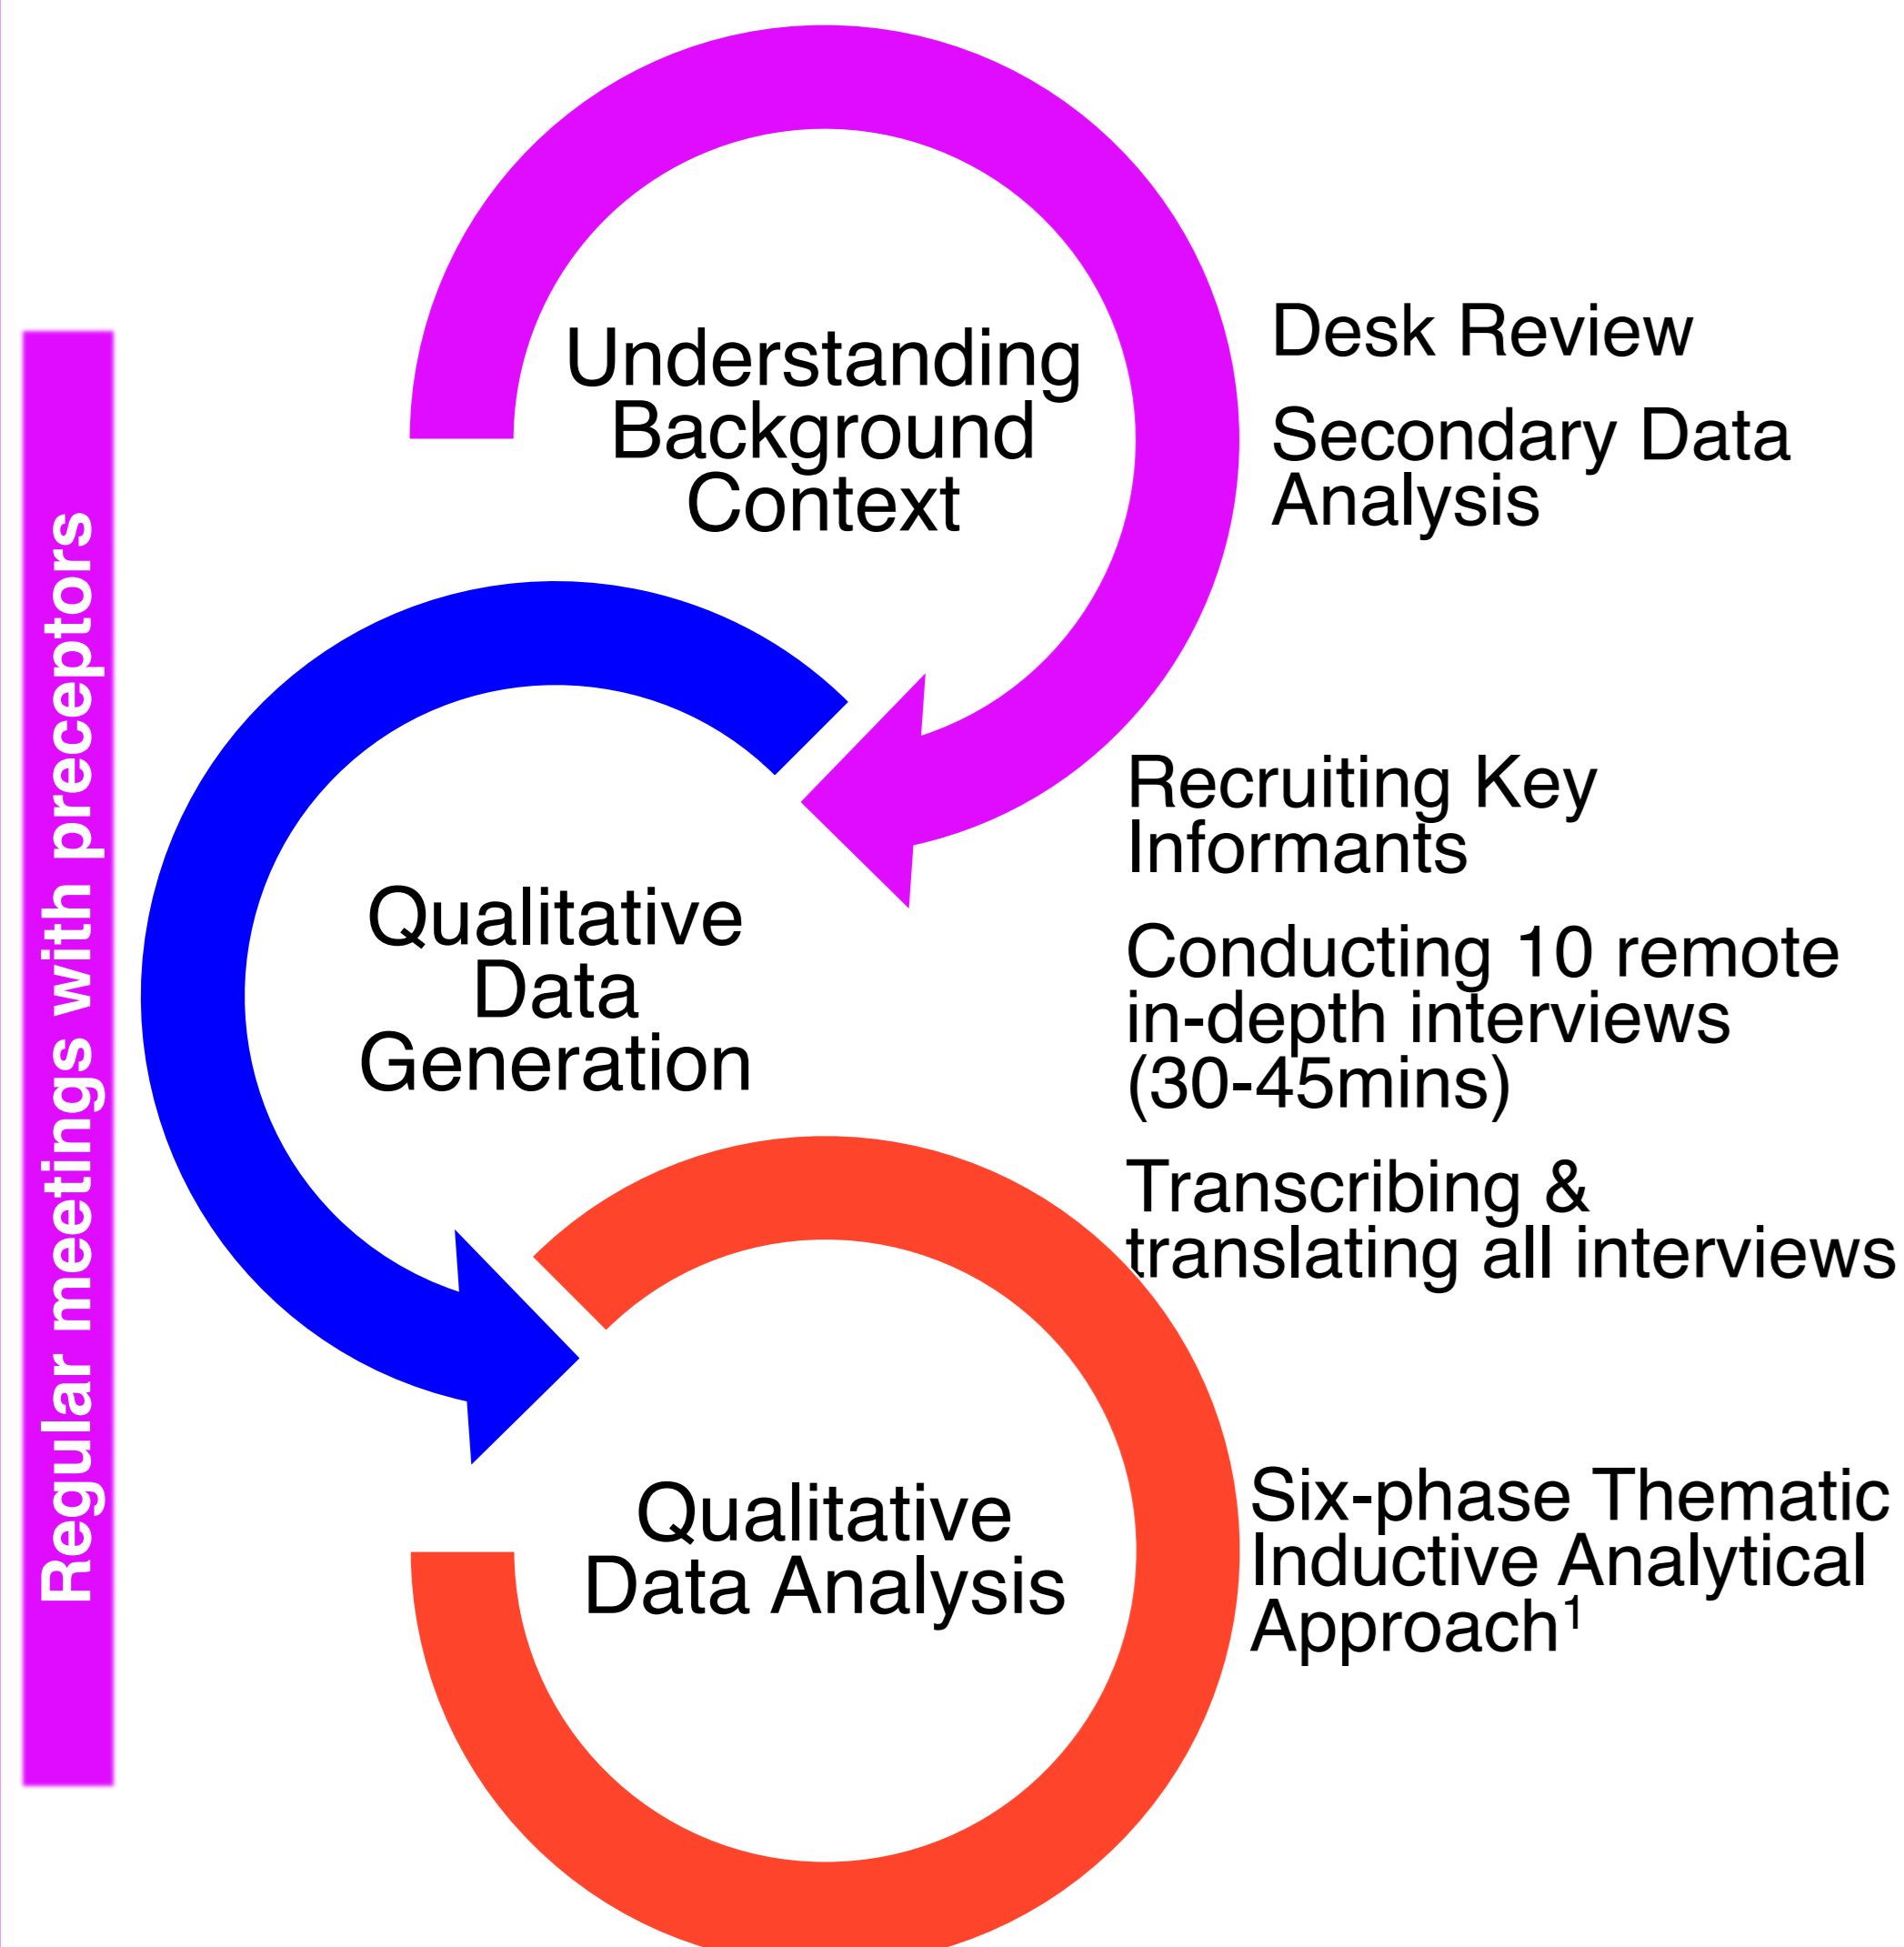 Regular meetings with preceptors
Understanding
Background
Context
Desk Review
Secondary Data
Analysis
Qualitative
Data
Generation
Recruiting Key
Informants
Conducting 10 remote
in-depth interviews
(30-45mins)
Transcribing &
translating all interviews
Qualitative
Data Analysis
Six-phase Thematic
Inductive Analytical
Approach¹